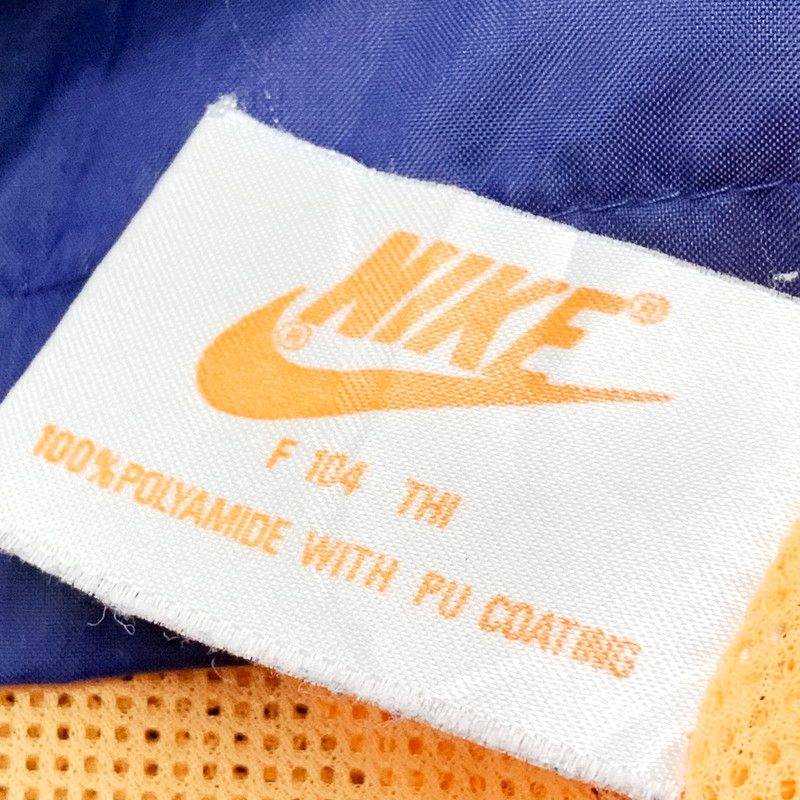 NIKE®
®
F 104 THI
100%POLYAMIDE WITH PU COATING